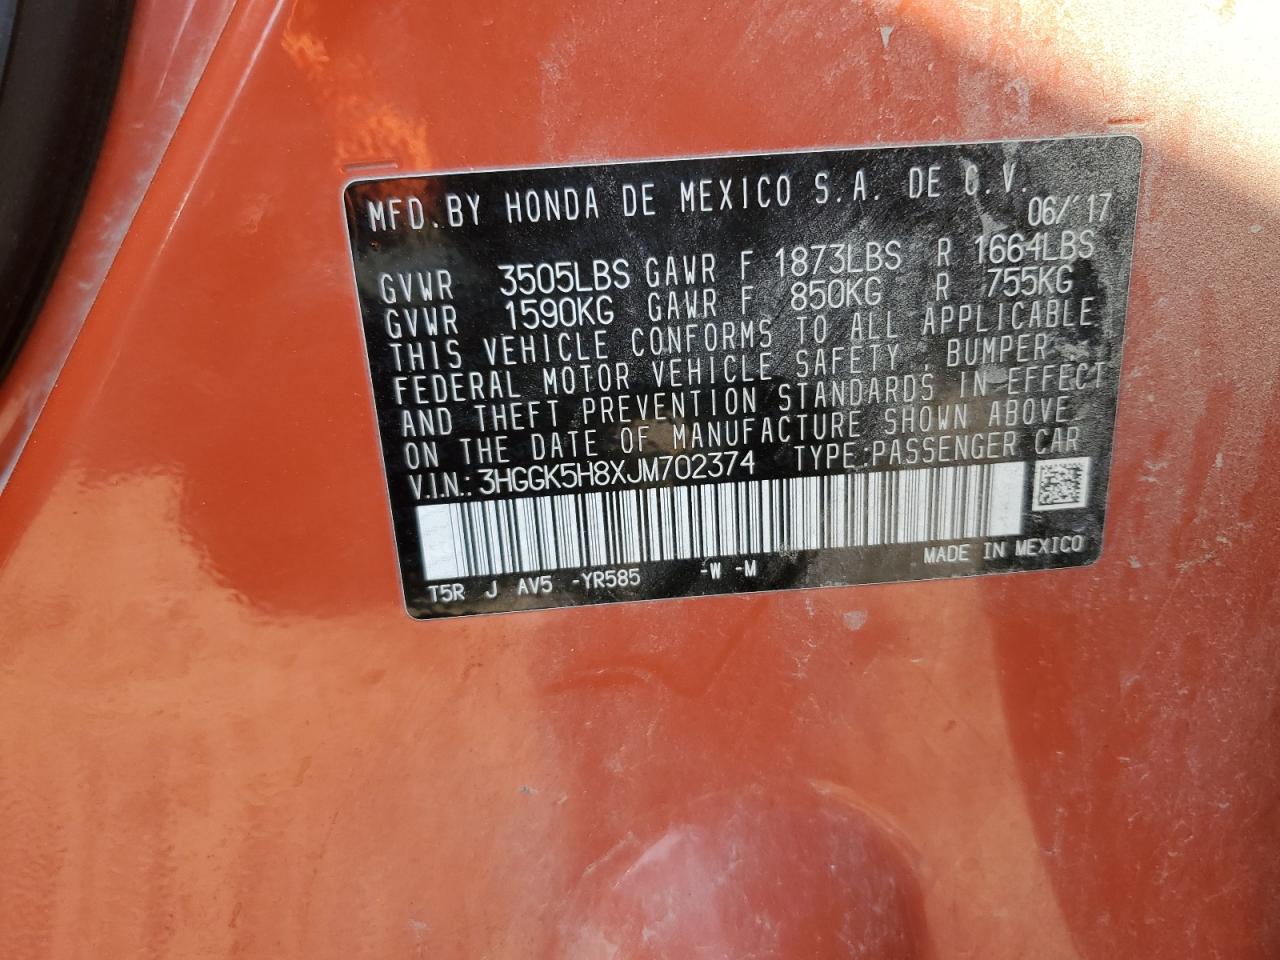 MFD. BY HONDA DE MEXICO S.A. DE C.V.
06/'17
GVWR 3505LBS GAWR F 1873LBS R 1664LBS
GVWR 1590KG GAWR F 850KG R 755KG
THIS VEHICLE CONFORMS TO ALL APPLICABLE
FEDERAL MOTOR VEHICLE SAFETY, BUMPER
AND THEFT PREVENTION STANDARDS IN EFFECT
ON THE DATE OF MANUFACTURE SHOWN ABOVE
V.I.N.: 3HGGK5H8XJM702374 TYPE:PASSENGER CAR
T5R J AV5 -YR585 -W -M MADE IN MEXICO